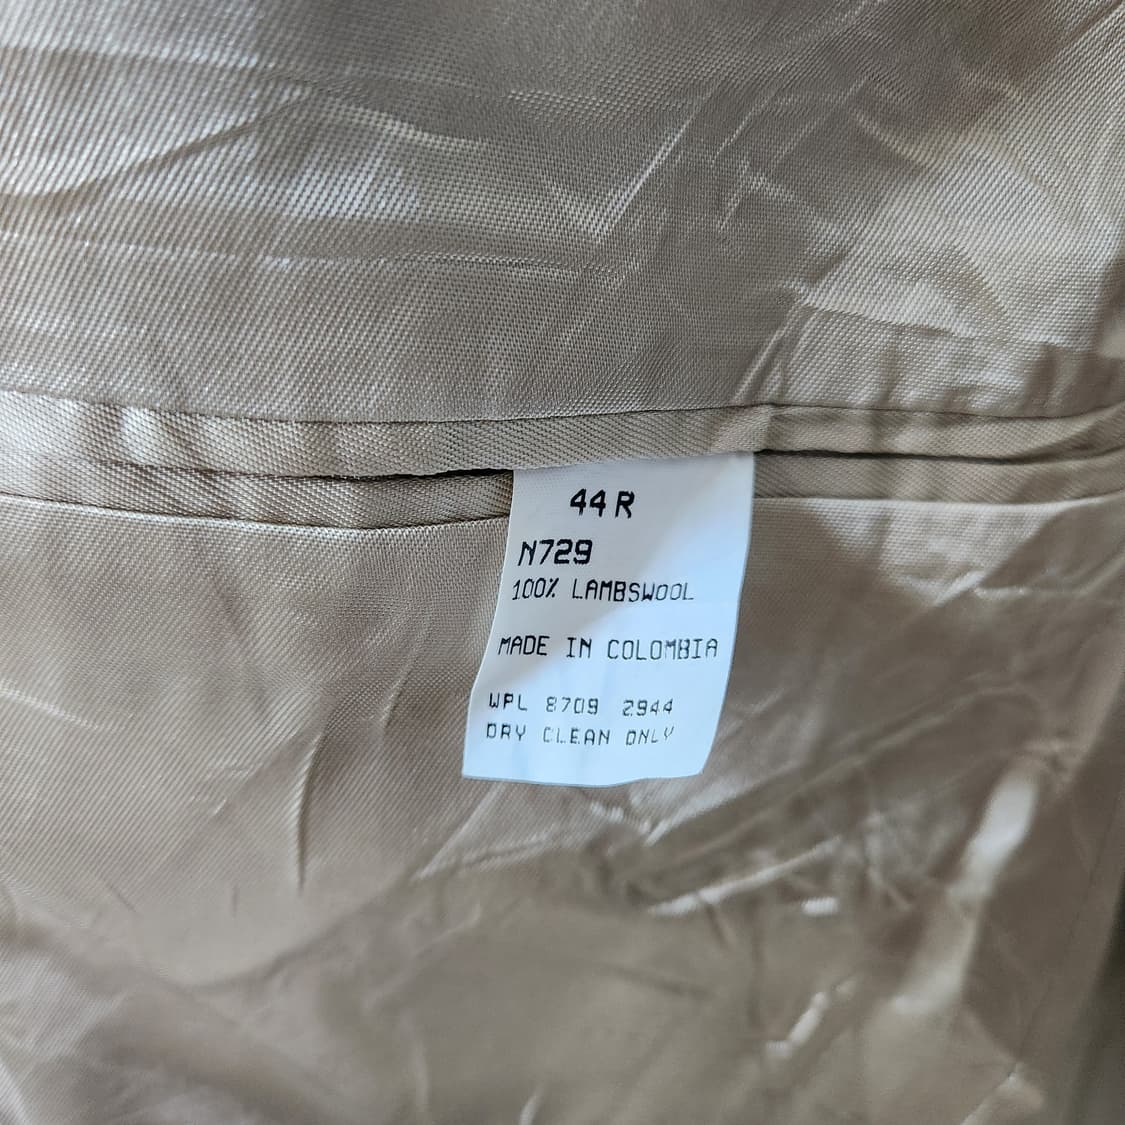 44 R
N729
100% LAMBSWOOL
MADE IN COLOMBIA
WPL 8709 2944
DRY CLEAN ONLY